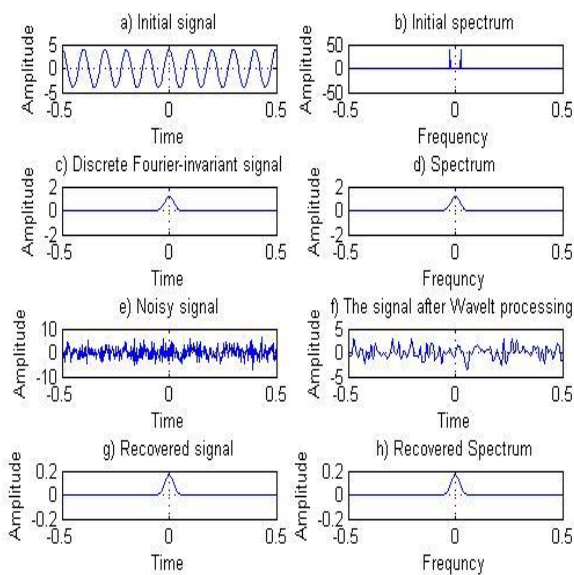 a) Initial signal
Amplitude
5
0
-5
-0.5 0 0.5
Time
b) Initial spectrum
Amplitude
50
0
-50
-0.5 0 0.5
Frequency
c) Discrete Fourier-invariant signal
Amplitude
2
0
-2
-0.5 0 0.5
Time
d) Spectrum
Amplitude
2
0
-2
-0.5 0 0.5
Frequncy
e) Noisy signal
Amplitude
10
0
-10
-0.5 0 0.5
Time
f) The signal after Wavelt processing
Amplitude
5
0
-5
-0.5 0 0.5
Time
g) Recovered signal
Amplitude
0.2
0
-0.2
-0.5 0 0.5
Time
h) Recovered Spectrum
Amplitude
0.2
0
-0.2
-0.5 0 0.5
Frequncy